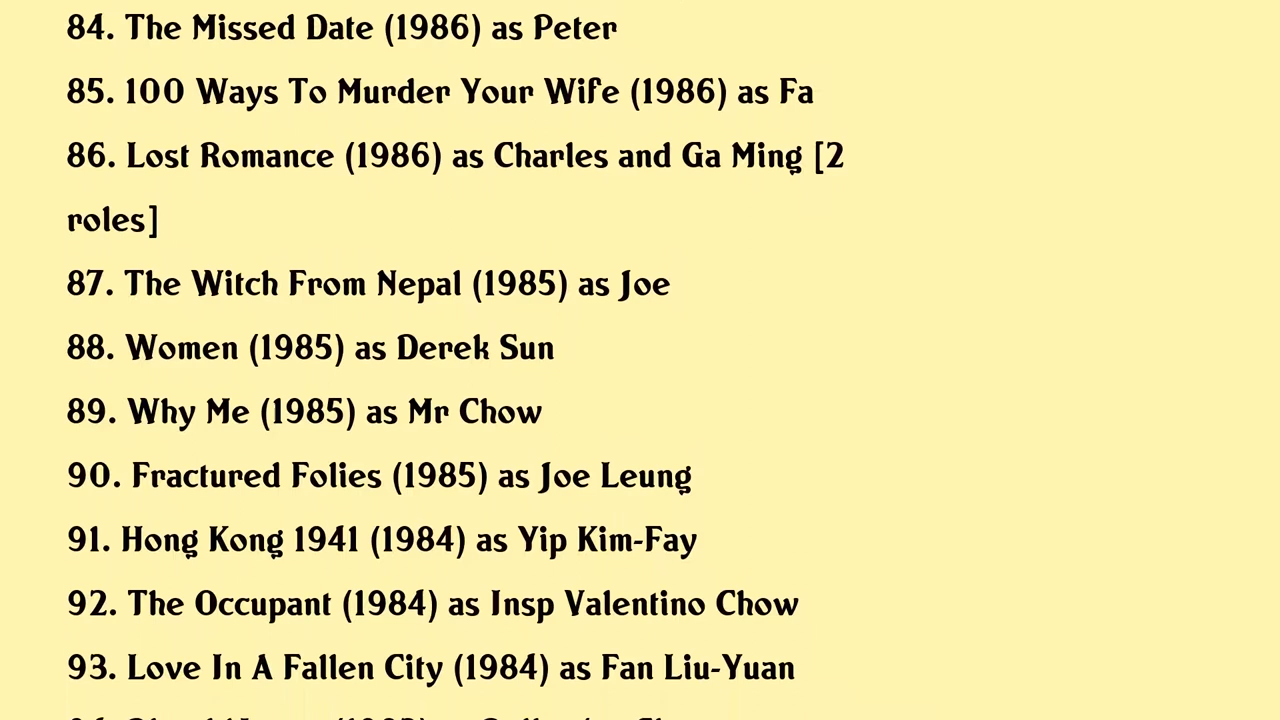 84. The Missed Date (1986) as Peter
85. 100 Ways To Murder Your Wife (1986) as Fa
86. Lost Romance (1986) as Charles and Ga Ming [2
roles]
87. The Witch From Nepal (1985) as Joe
88. Women (1985) as Derek Sun
89. Why Me (1985) as Mr Chow
90. Fractured Folies (1985) as Joe Leung
91. Hong Kong 1941 (1984) as Yip Kim-Fay
92. The Occupant (1984) as Insp Valentino Chow
93. Love In A Fallen City (1984) as Fan Liu-Yuan